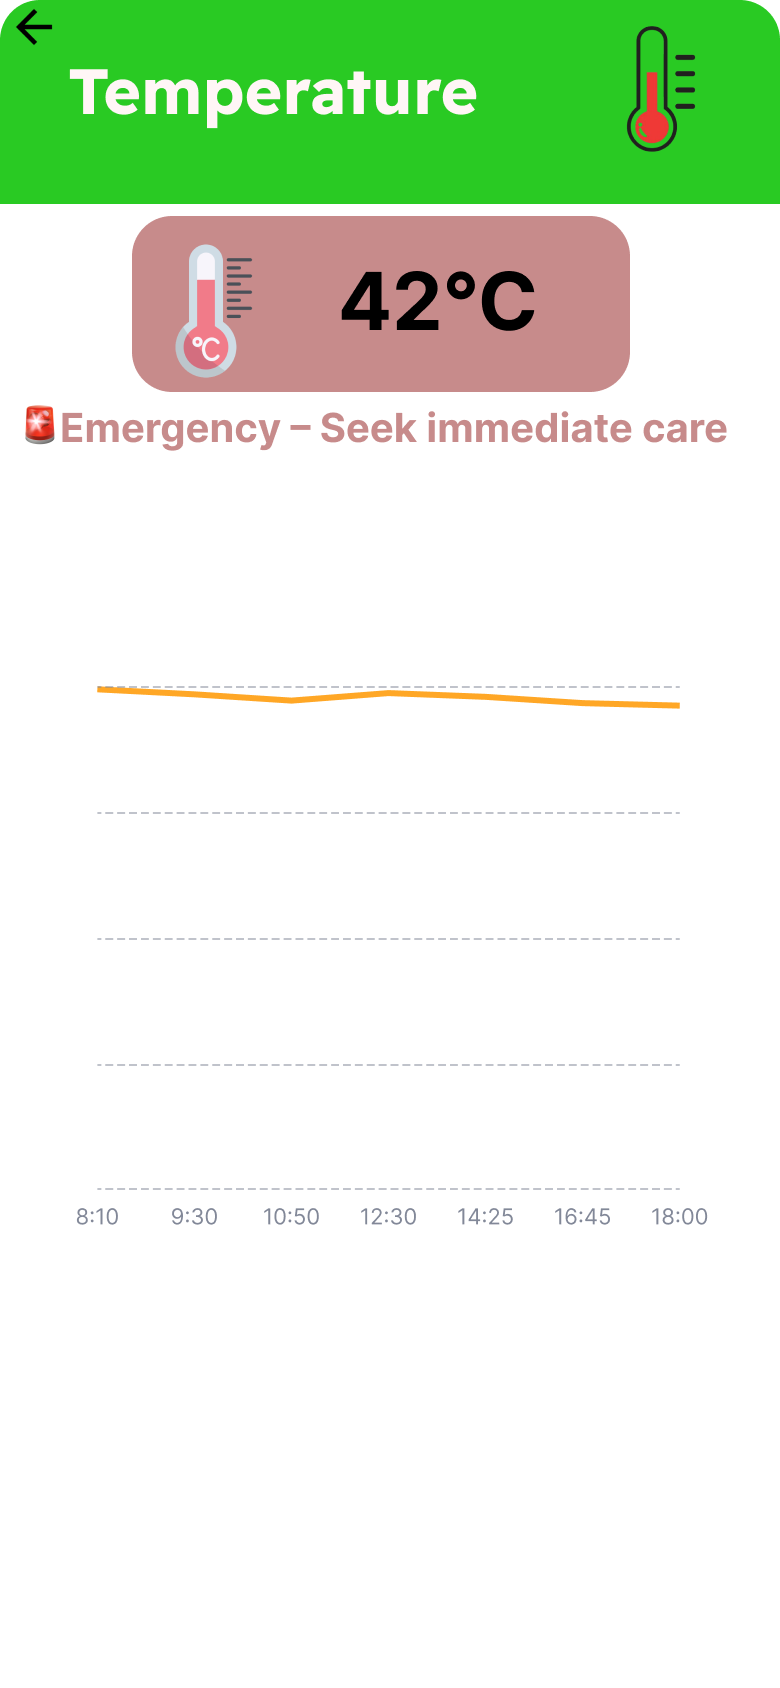 Temperature
°C
42°C
🚨Emergency – Seek immediate care
8:10 9:30 10:50 12:30 14:25 16:45 18:00